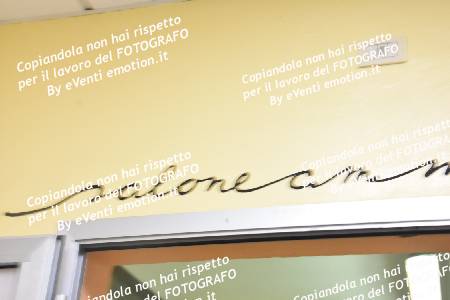 Copiandola non hai rispetto
per il lavoro del FOTOGRAFO
By eVenti emotion.it
Copiandola non hai rispetto
per il lavoro del FOTOGRAFO
By eVenti emotion.it
Copiandola non hai rispetto
per il lavoro del FOTOGRAFO
By eVenti emotion.it
Copiandola non hai rispetto
per il lavoro del
Copiandola non hai rispetto
per il lavoro del FOTOGRAFO
emotion.it
Copiandola non hai
per il lavoro del